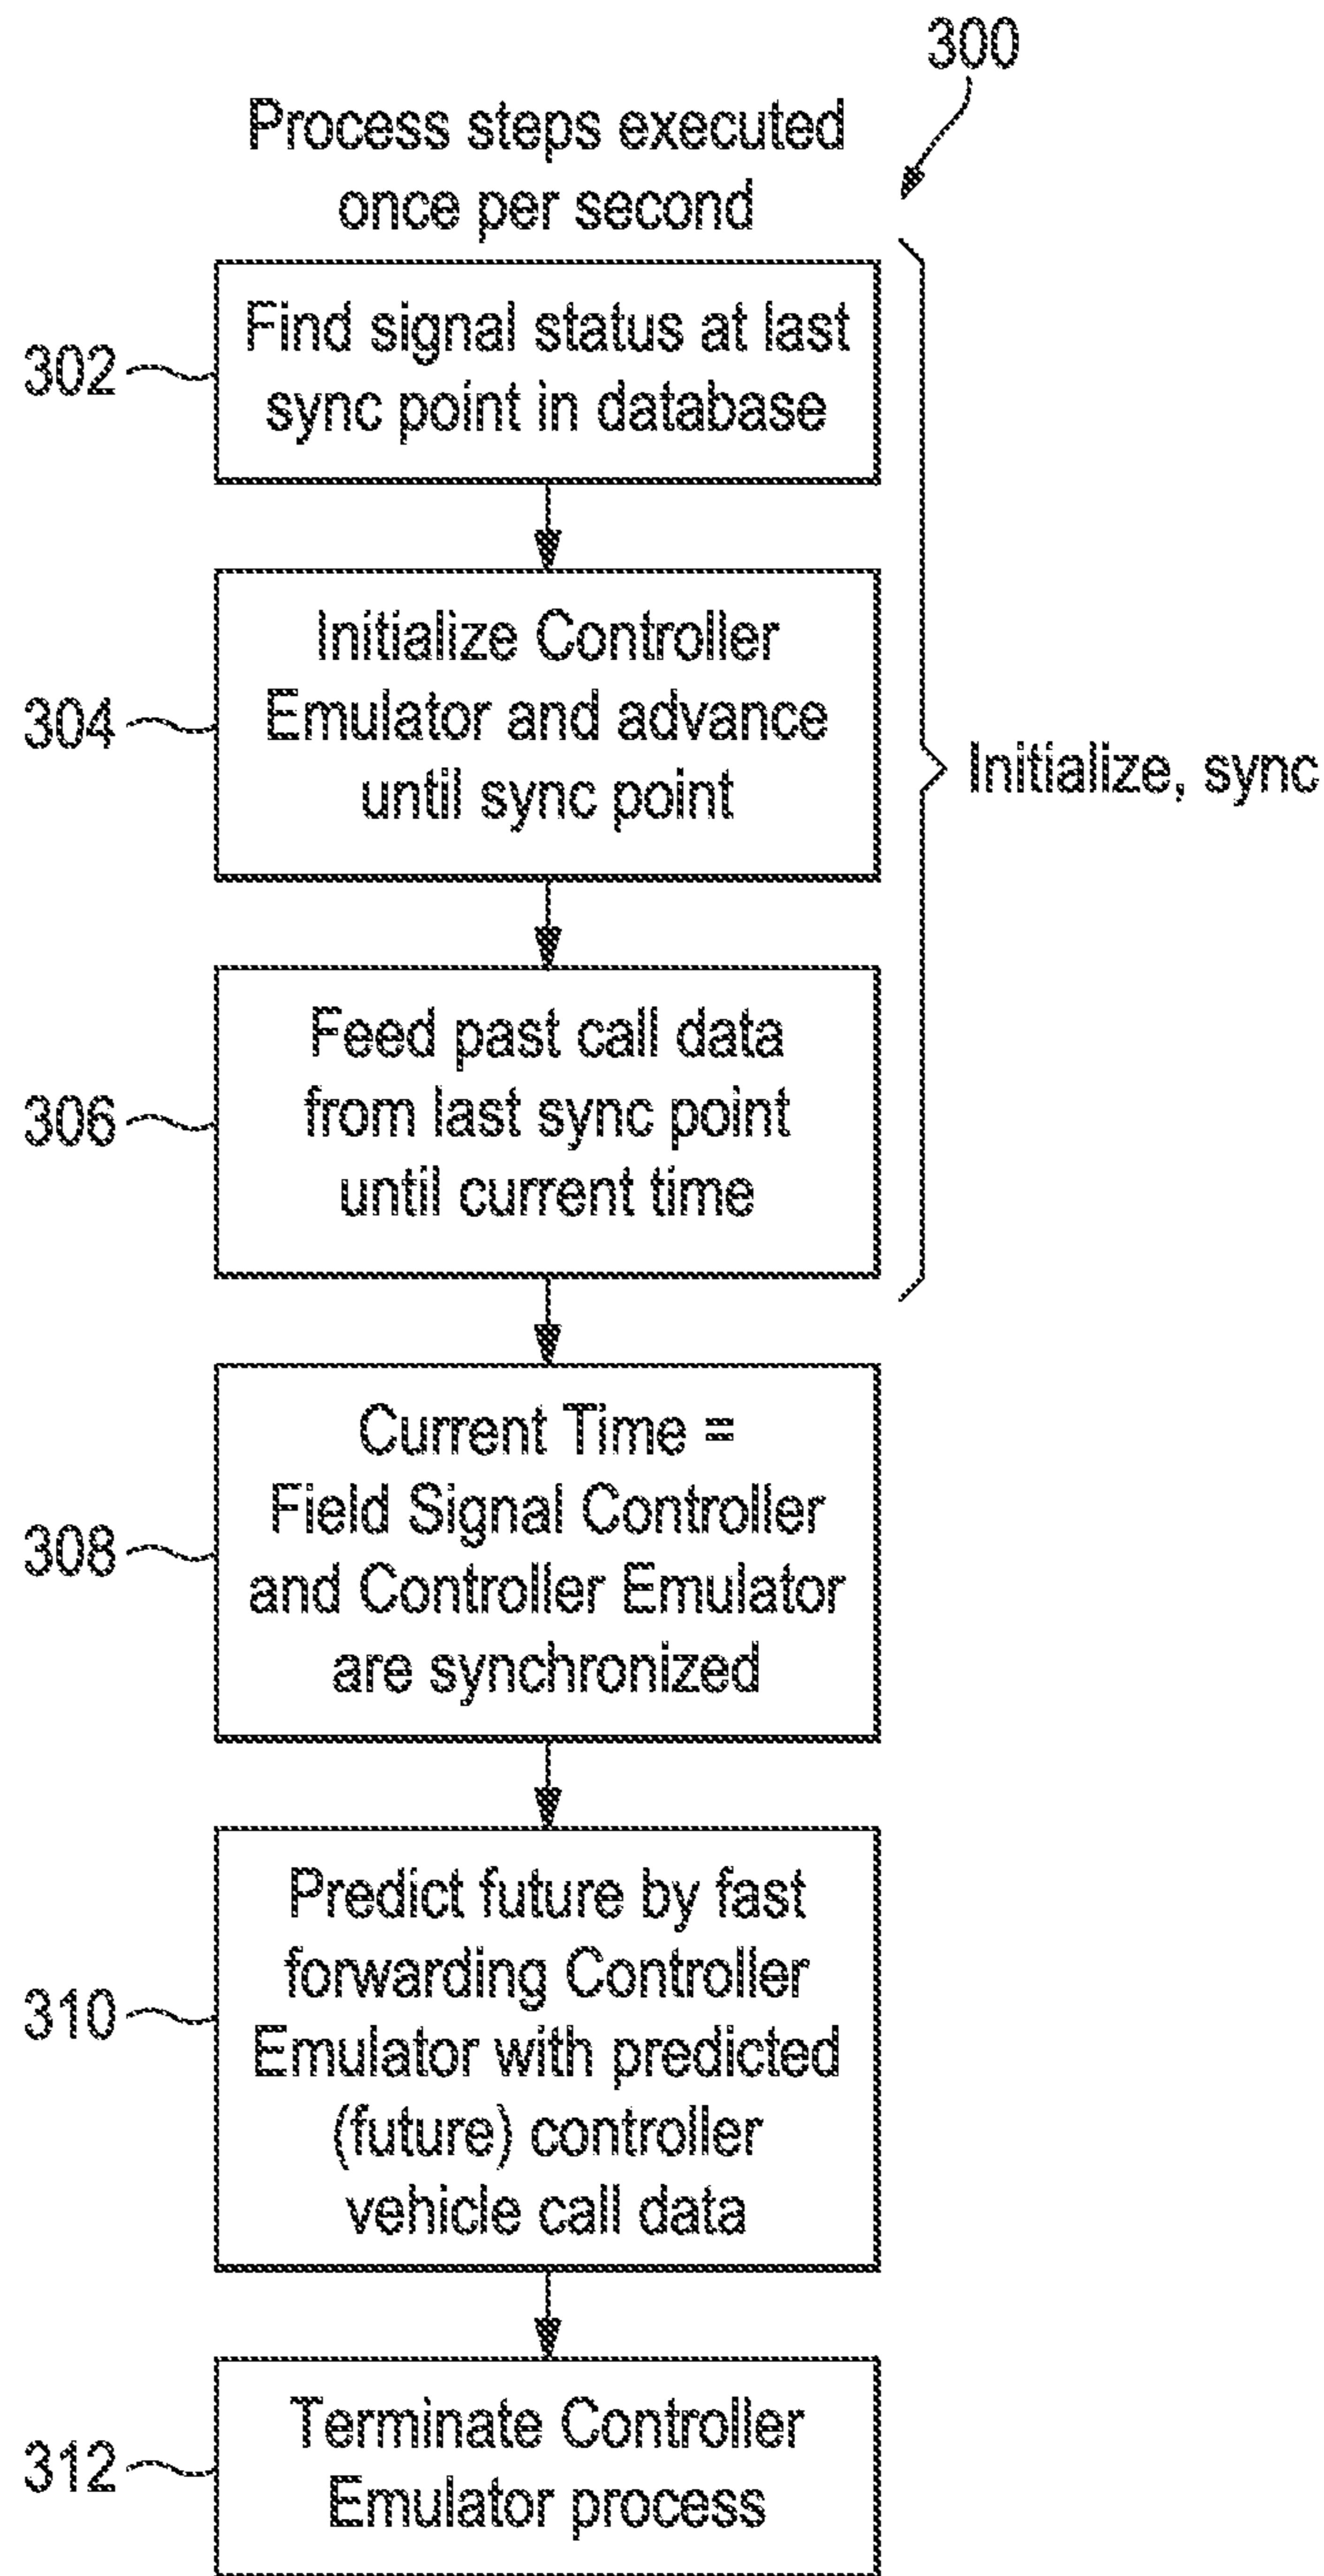 300
Process steps executed
once per second
302
Find signal status at last
sync point in database
304
Initialize Controller
Emulator and advance
until sync point
Initialize, sync
306
Feed past call data
from last sync point
until current time
308
Current Time =
Field Signal Controller
and Controller Emulator
are synchronized
310
Predict future by fast
forwarding Controller
Emulator with predicted
(future) controller
vehicle call data
312
Terminate Controller
Emulator process